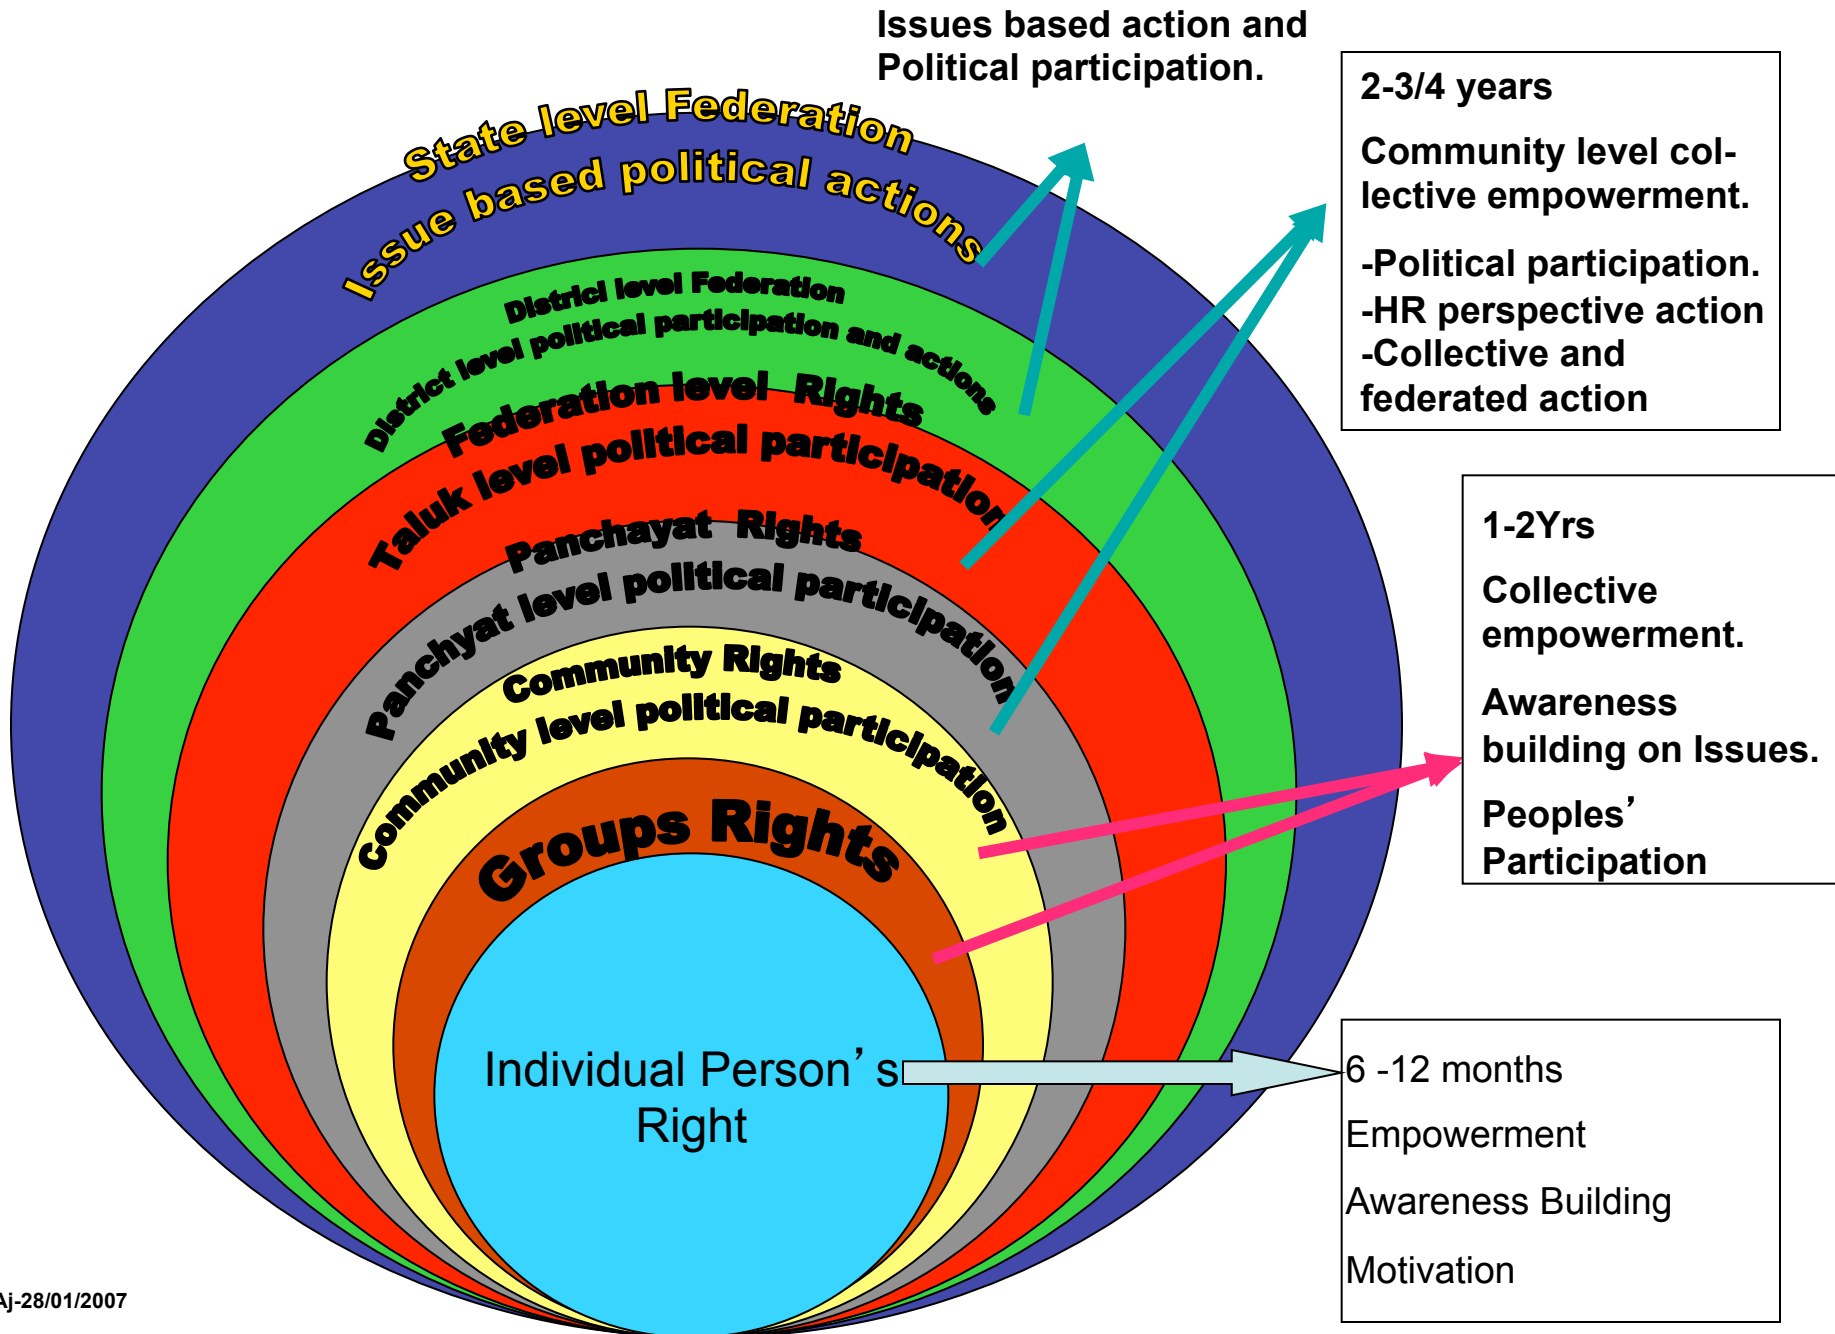 Issues based action and
Political participation.
State level Federation
Issue based political actions
Districl level Federation
District level political participation and actions
Federation level Rights
Taluk level political participation
Panchayat Rights
Panchyat level political participation
Community Rights
Community level political participation
Groups Rights
Individual Person’s
Right
2-3/4 years
Community level col-
lective empowerment.
-Political participation.
-HR perspective action
-Collective and
federated action
1-2Yrs
Collective
empowerment.
Awareness
building on Issues.
Peoples’
Participation
6 -12 months
Empowerment
Awareness Building
Motivation
Aj-28/01/2007